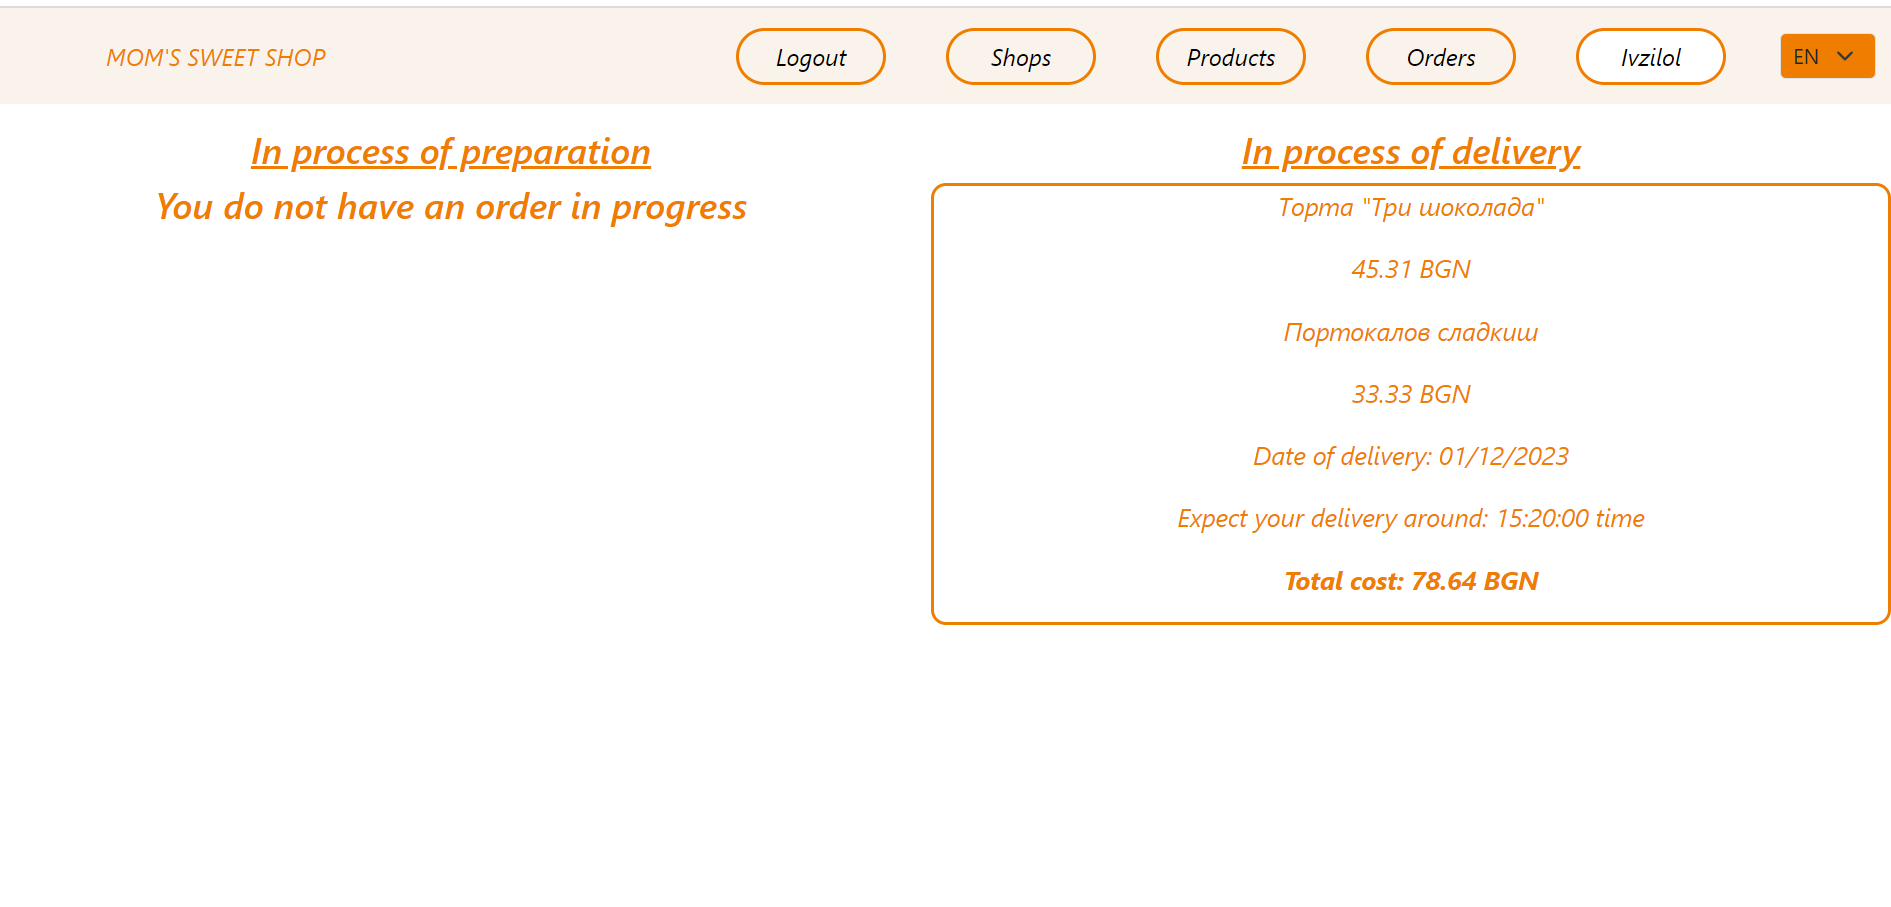 MOM'S SWEET SHOP
Logout
Shops
Products
Orders
Ivzilol
EN
In process of preparation
You do not have an order in progress
In process of delivery
Торта "Три шоколада"
45.31 BGN
Портокалов сладкиш
33.33 BGN
Date of delivery: 01/12/2023
Expect your delivery around: 15:20:00 time
Total cost: 78.64 BGN